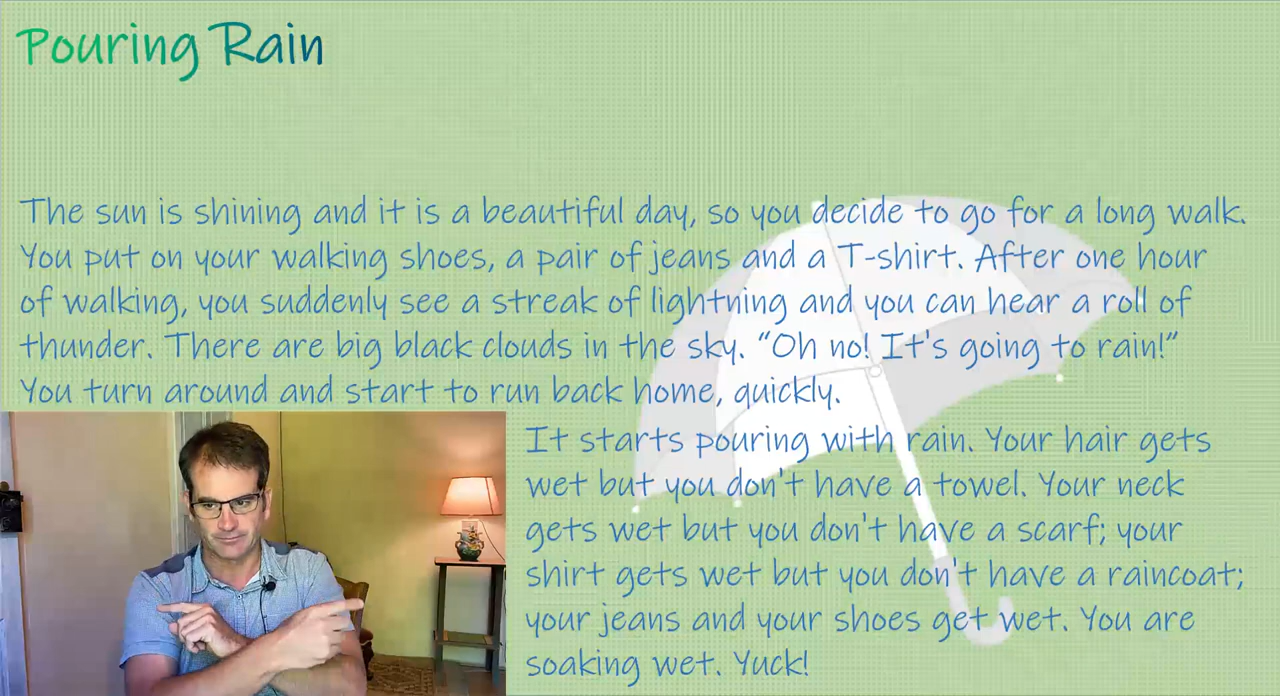 Pouring Rain
The sun is shining and it is a beautiful day, so you decide to go for a long walk.
You put on your walking shoes, a pair of jeans and a T-shirt. After one hour
of walking, you suddenly see a streak of lightning and you can hear a roll of
thunder. There are big black clouds in the sky. “Oh no! It's going to rain!”
You turn around and start to run back home, quickly.
It starts pouring with rain. Your hair gets
wet but you don't have a towel. Your neck
gets wet but you don't have a scarf; your
shirt gets wet but you don't have a raincoat;
your jeans and your shoes get wet. You are
soaking wet. Yuck!